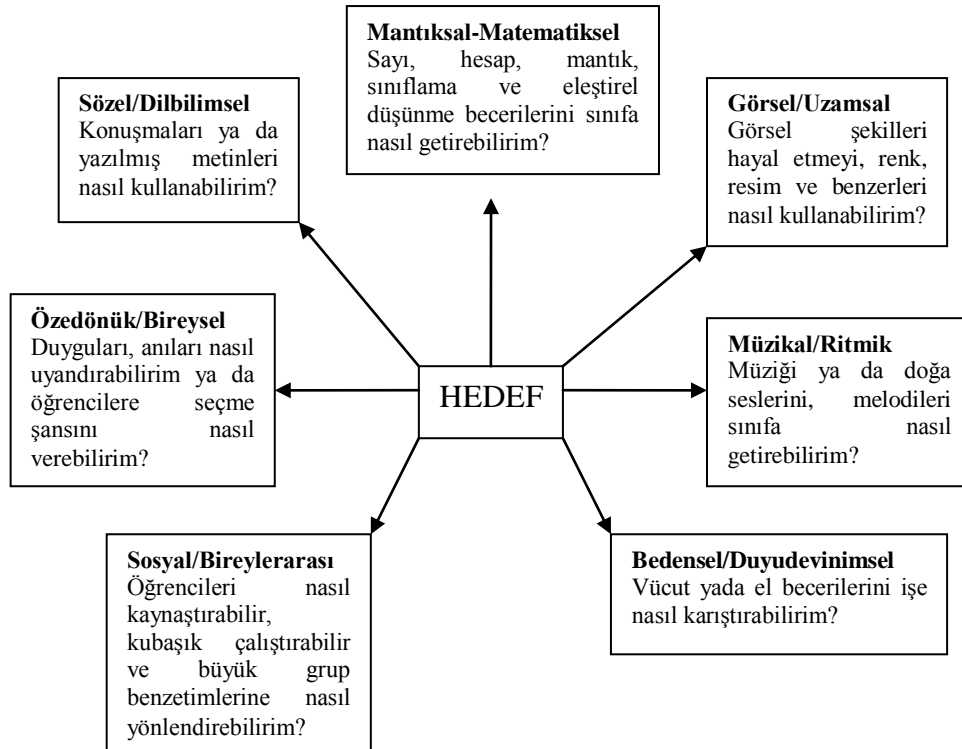 Mantıksal-Matematiksel
Sayı, hesap, mantık,
sınıflama ve eleştirel
düşünme becerilerini sınıfa
nasıl getirebilirim?
Sözel/Dilbilimsel
Konuşmaları ya da
yazılmış metinleri
nasıl kullanabilirim?
Görsel/Uzamsal
Görsel şekilleri
hayal etmeyi, renk,
resim ve benzerleri
nasıl kullanabilirim?
Özedönük/Bireysel
Duyguları, anıları nasıl
uyandırabilirim ya da
öğrencilere seçme
şansını nasıl
verebilirim?
HEDEF
Müzikal/Ritmik
Müziği ya da doğa
seslerini, melodileri
sınıfa nasıl
getirebilirim?
Sosyal/Bireylerarası
Öğrencileri nasıl
kaynaştırabilir,
kubaşık çalıştırabilir
ve büyük grup
benzetimlerine nasıl
yönlendirebilirim?
Bedensel/Duyudevinimsel
Vücut yada el becerilerini işe
nasıl karıştırabilirim?